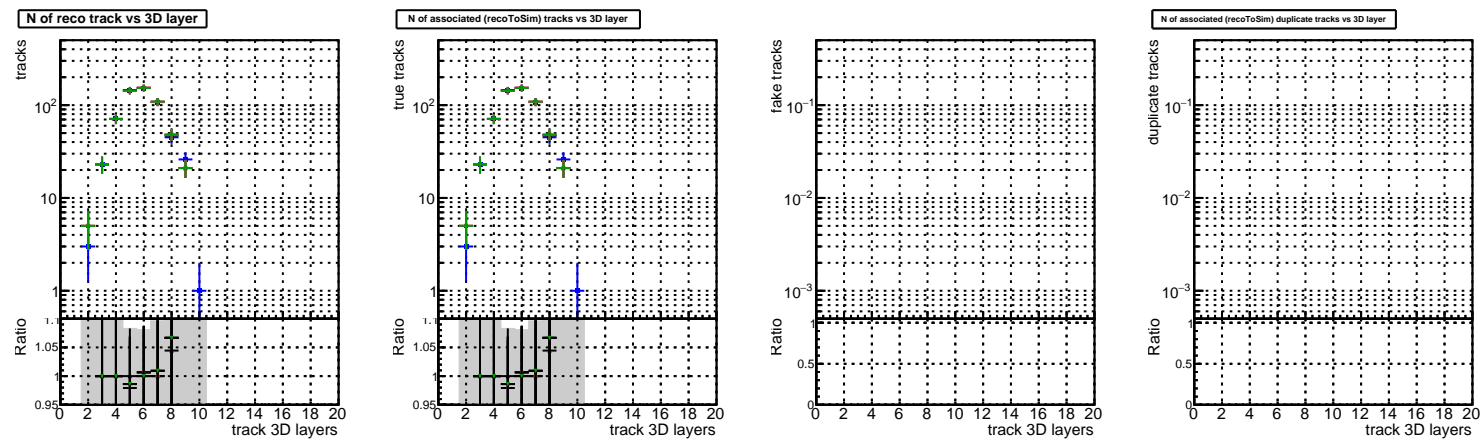 N of reco track vs 3D layer
tracks
10²
10
1
Ratio
1.1
1.05
1
0.95
0 2 4 6 8 10 12 14 16 18 20
track 3D layers
N of associated (recoToSim) tracks vs 3D layer
true tracks
10²
10
1
Ratio
1.1
1.05
1
0.95
0 2 4 6 8 10 12 14 16 18 20
track 3D layers
fake tracks
10⁻¹
10⁻²
10⁻³
Ratio
1
0.5
0
0 2 4 6 8 10 12 14 16 18 20
track 3D layers
N of associated (recoToSim) duplicate tracks vs 3D layer
duplicate tracks
10⁻¹
10⁻²
10⁻³
Ratio
1
0.5
0
0 2 4 6 8 10 12 14 16 18 20
track 3D layers